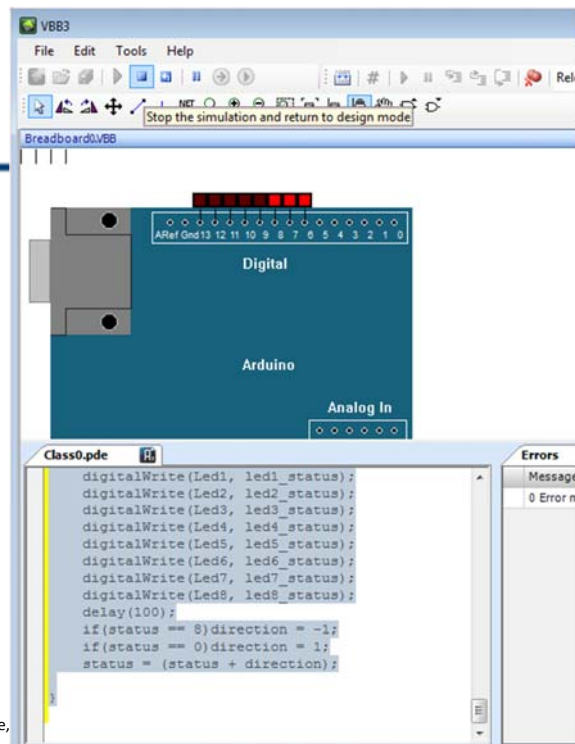 VBB3
File Edit Tools Help
Rel
NET
Stop the simulation and return to design mode
Breadboard0.VBB
ARef Gnd 13 12 11 10 9 8 7 6 5 4 3 2 1 0
Digital
Arduino
Analog In
Class0.pde
digitalWrite(Led1, led1_status);
digitalWrite(Led2, led2_status);
digitalWrite(Led3, led3_status);
digitalWrite(Led4, led4_status);
digitalWrite(Led5, led5_status);
digitalWrite(Led6, led6_status);
digitalWrite(Led7, led7_status);
digitalWrite(Led8, led8_status);
delay(100);
if(status == 8)direction = -1;
if(status == 0)direction = 1;
status = (status + direction);
}
Errors
Message
0 Error m
e,